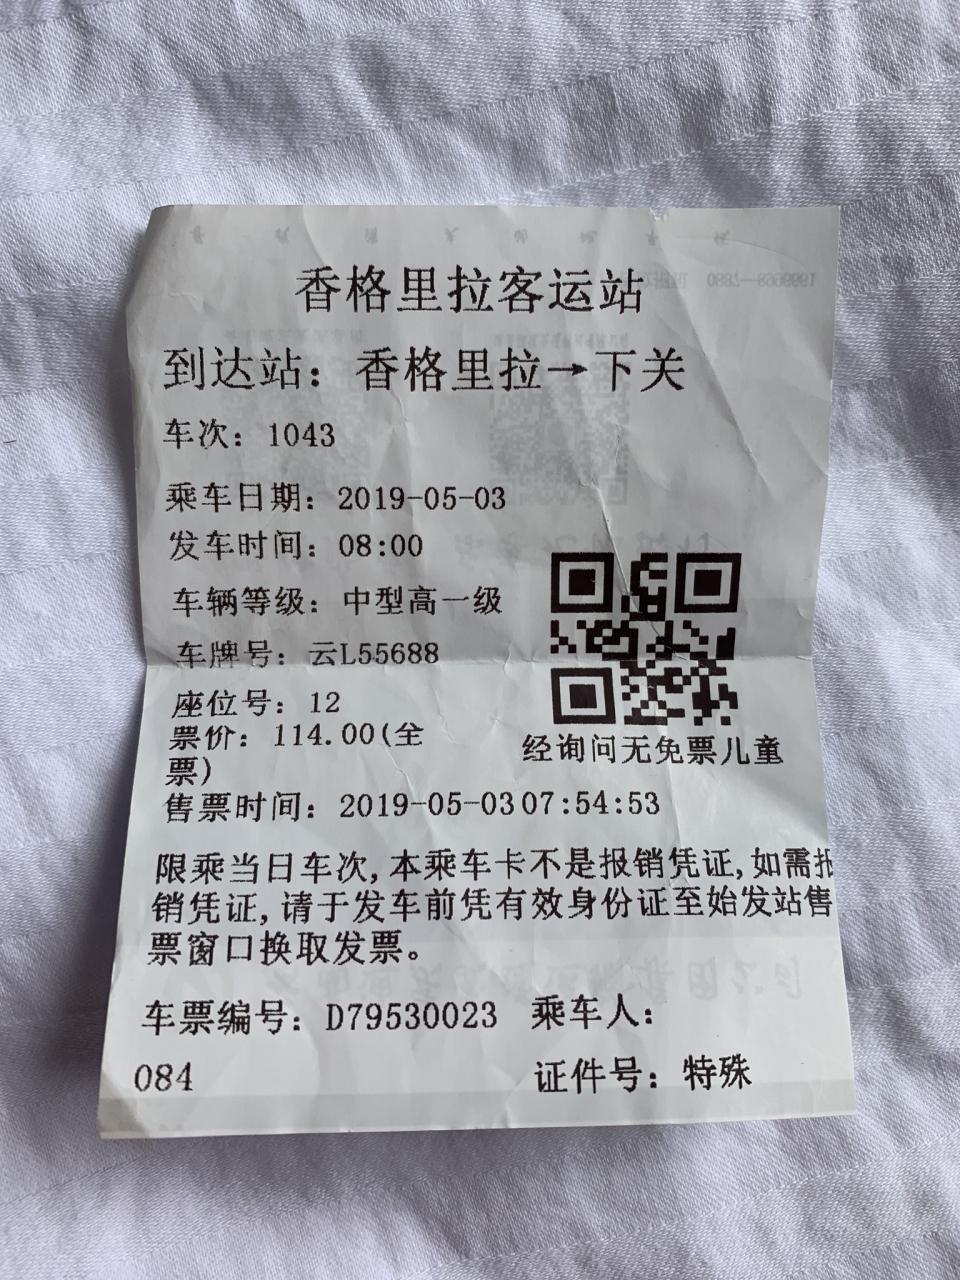 香格里拉客运站
到达站：香格里拉→下关
车次：1043
乘车日期：2019-05-03
发车时间：08:00
车辆等级：中型高一级
车牌号：云L55688
座位号：12
票价：114.00(全
票)
经询问无免票儿童
售票时间：2019-05-03 07:54:53
限乘当日车次,本乘车卡不是报销凭证,如需报
销凭证,请于发车前凭有效身份证至始发站售
票窗口换取发票。
车票编号：D79530023 乘车人：
084 证件号：特殊